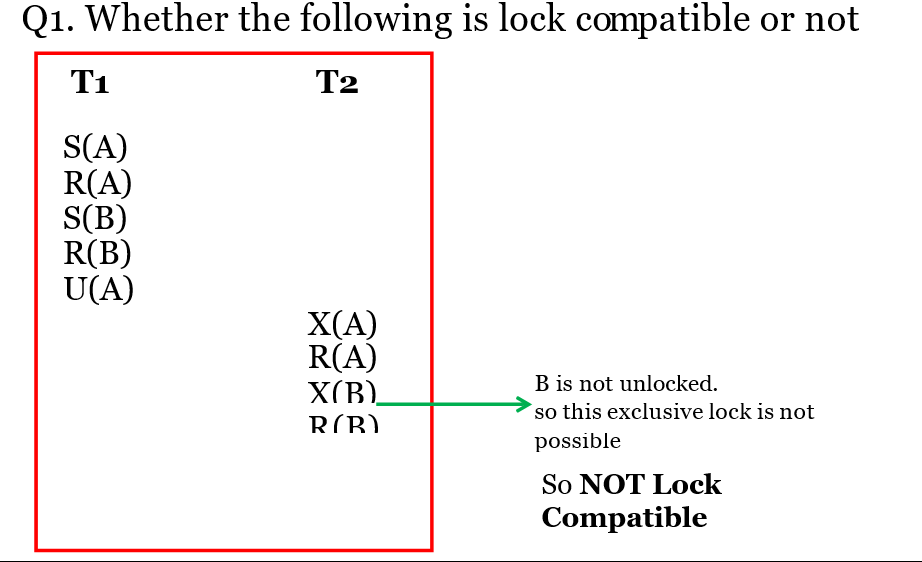 Q1. Whether the following is lock compatible or not
T1 T2
S(A)
R(A)
S(B)
R(B)
U(A)
X(A)
R(A)
X(B)
R(B)
B is not unlocked.
so this exclusive lock is not
possible
So NOT Lock
Compatible